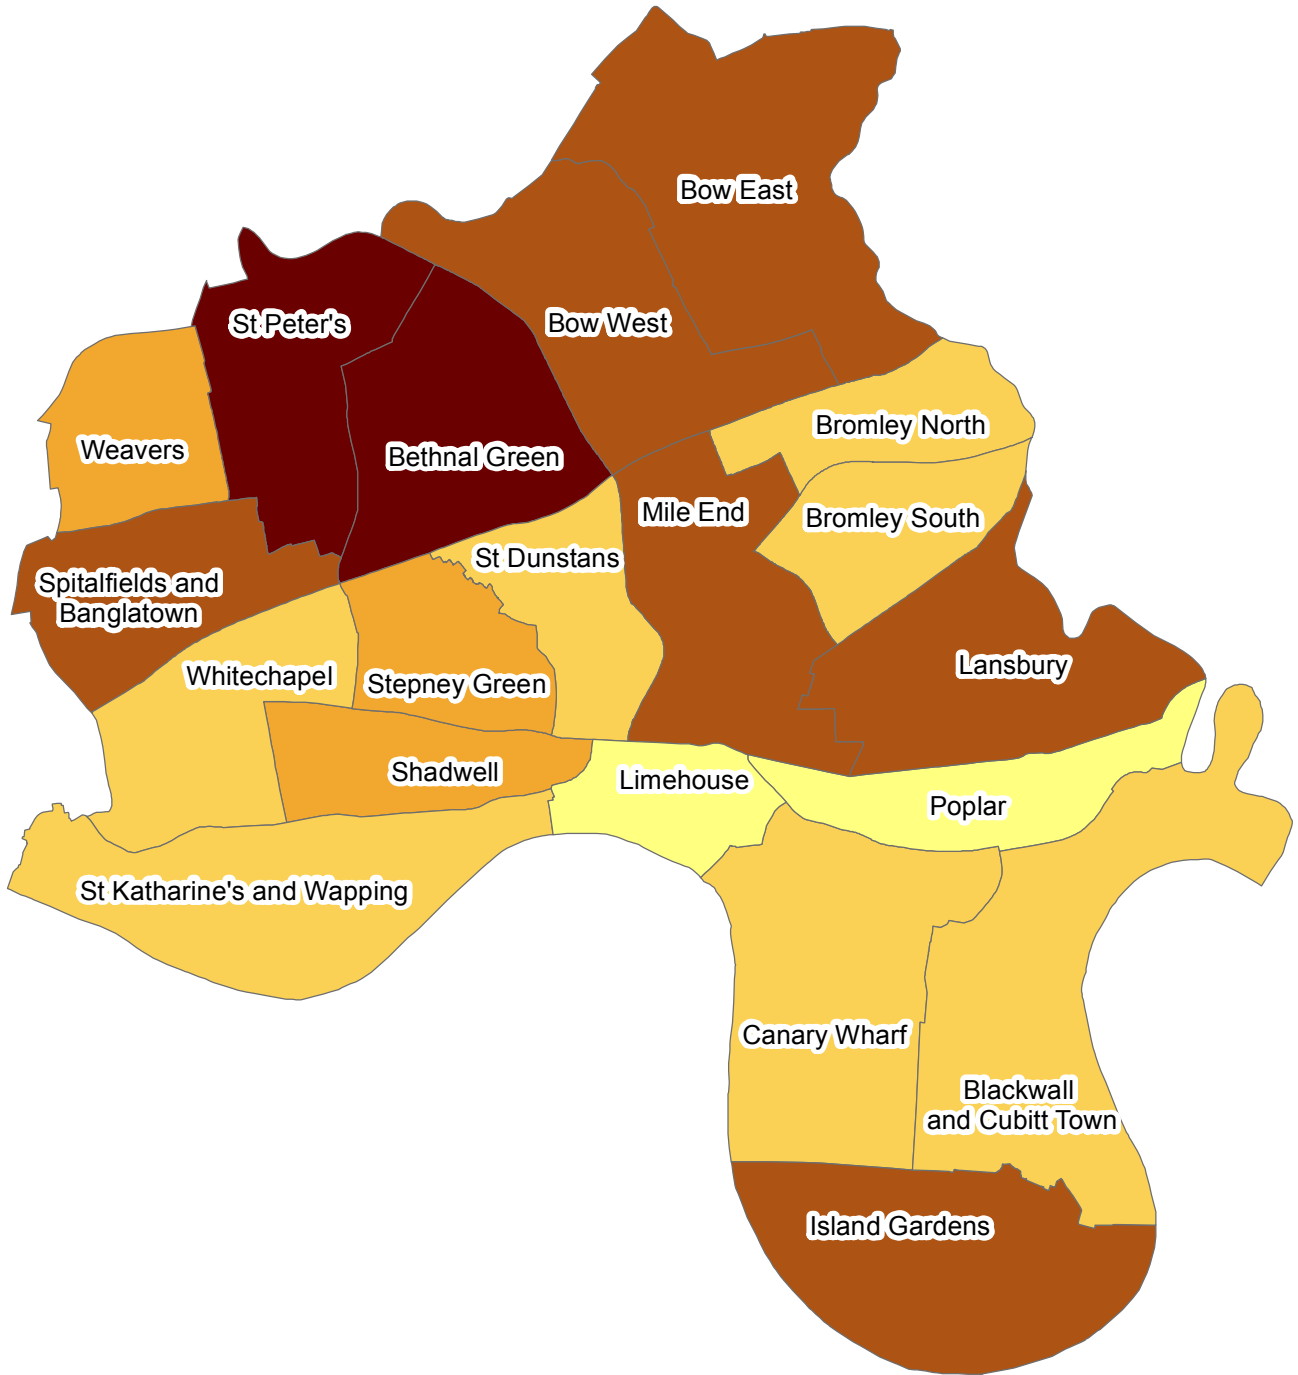 Bow East
St Peter's
Bow West
Bromley North
Weavers
Bethnal Green
Mile End
Bromley South
St Dunstans
Spitalfields and
Banglatown
Whitechapel
Stepney Green
Lansbury
Shadwell
Limehouse
Poplar
St Katharine's and Wapping
Canary Wharf
Blackwall
and Cubitt Town
Island Gardens